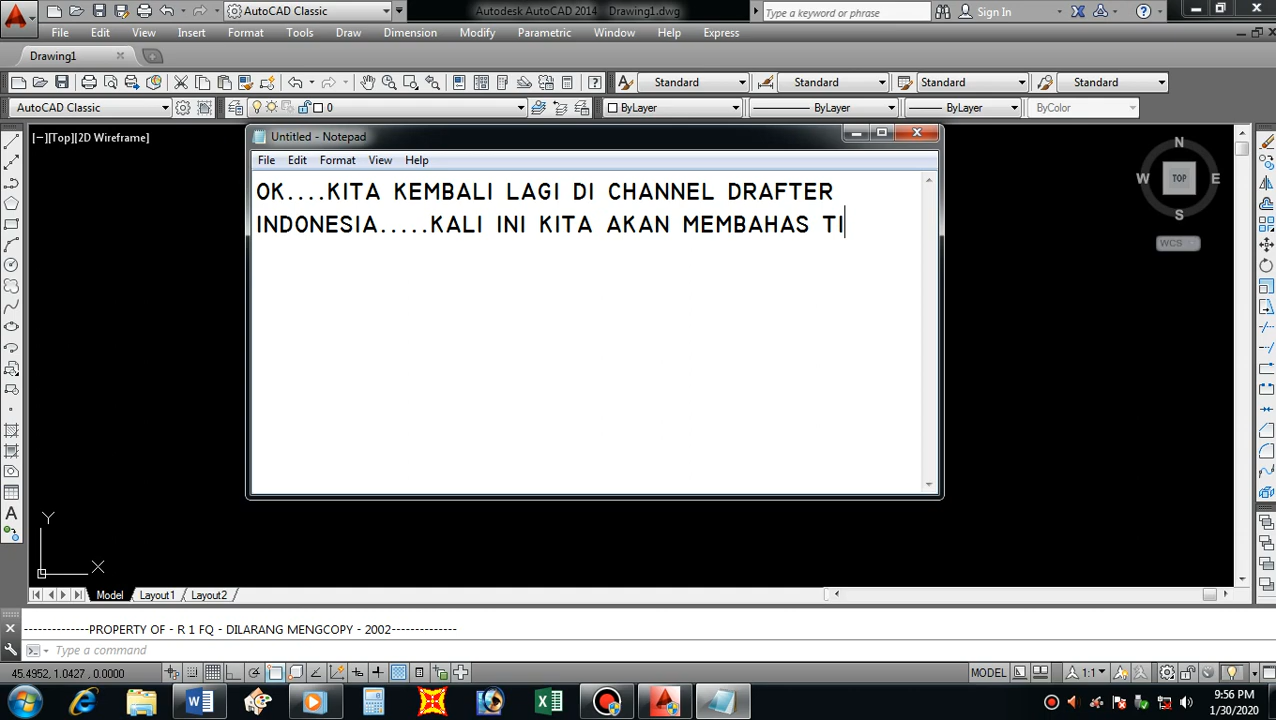 AutoCAD Classic
Autodesk AutoCAD 2014 Drawing1.dwg
Type a keyword or phrase
Sign In
File Edit View Insert Format Tools Draw Dimension Modify Parametric Window Help Express
Drawing1
Standard Standard Standard Standard
AutoCAD Classic 0 ByLayer ByLayer ByLayer ByColor
[−][Top][2D Wireframe]
Untitled - Notepad
File Edit Format View Help
OK....KITA KEMBALI LAGI DI CHANNEL DRAFTER
INDONESIA.....KALI INI KITA AKAN MEMBAHAS TI
N
W TOP E
S
WCS
Y
X
Model Layout1 Layout2
--------------PROPERTY OF - R 1 FQ - DILARANG MENGCOPY - 2002--------------
Type a command
45.4952, 1.0427, 0.0000
MODEL
1:1
9:56 PM
1/30/2020